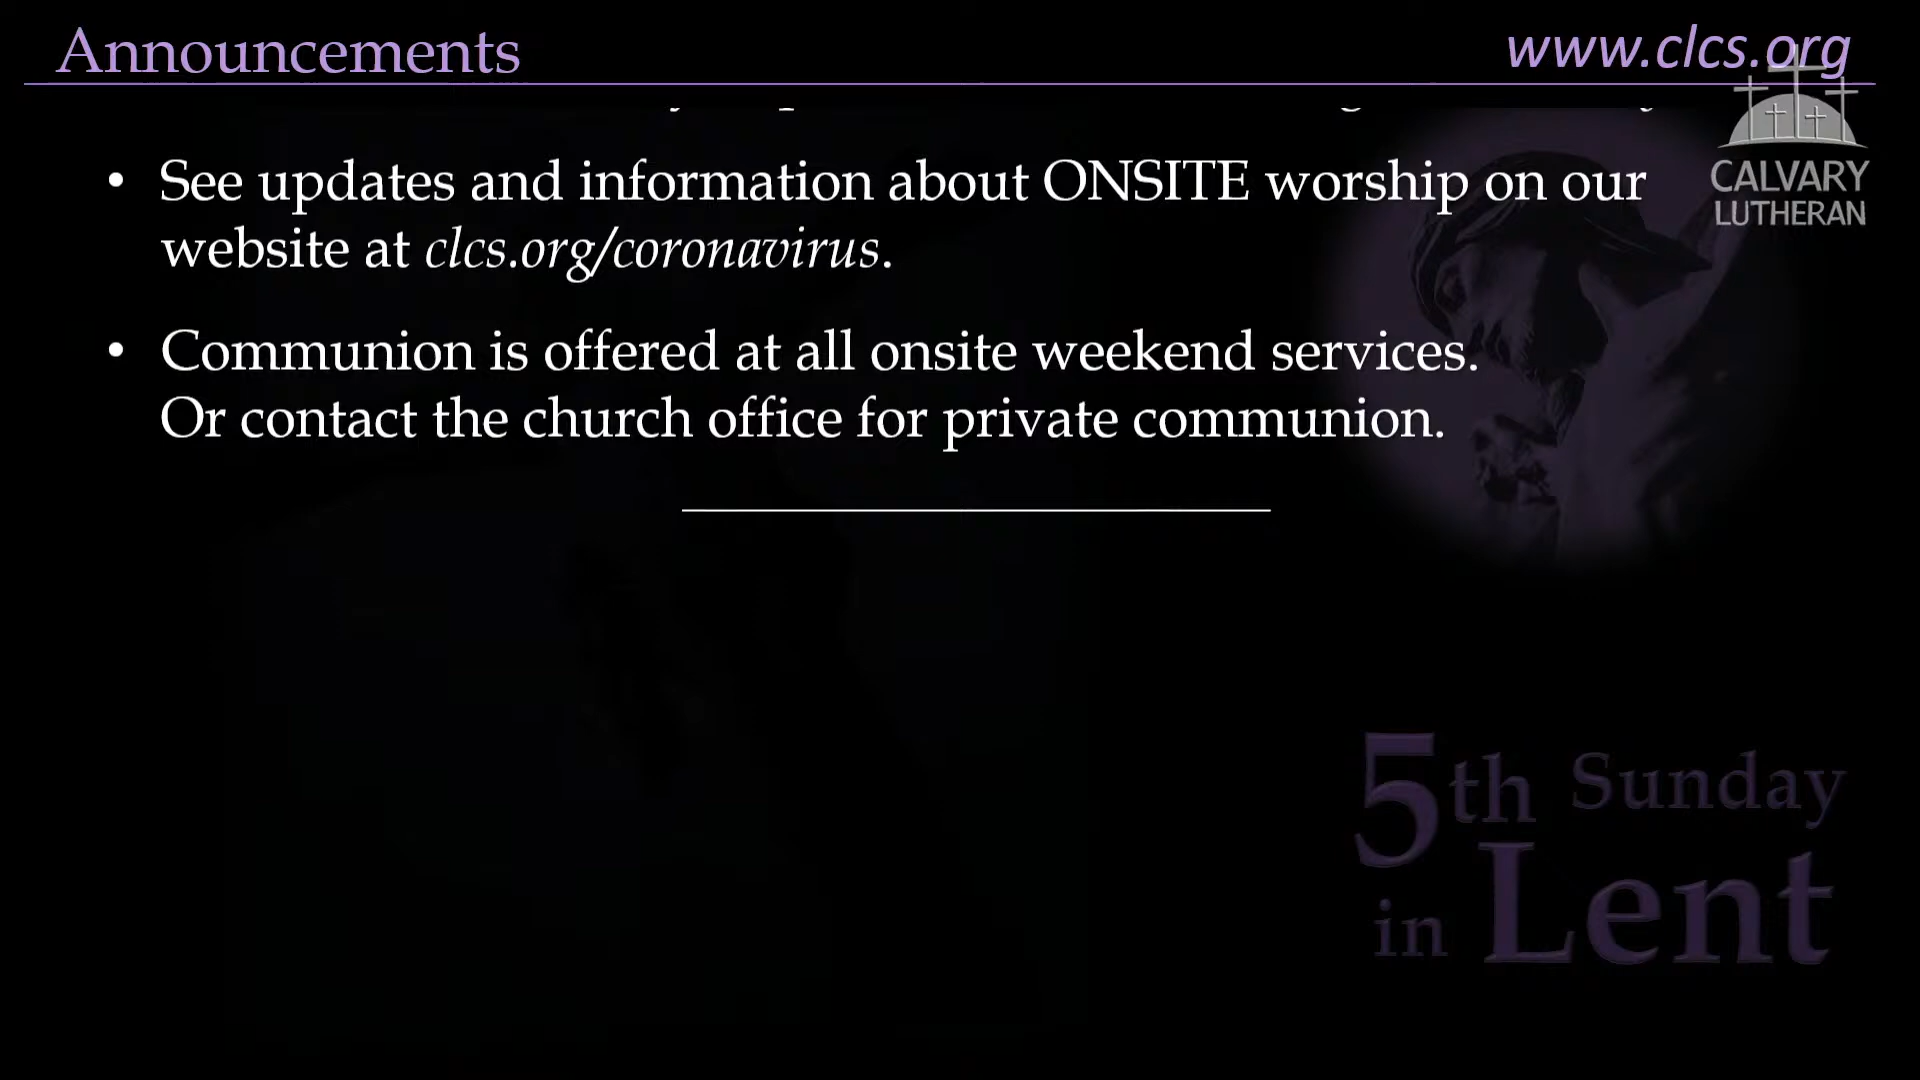 Announcements
www.clcs.org
• See updates and information about ONSITE worship on our
website at clcs.org/coronavirus.
• Communion is offered at all onsite weekend services.
Or contact the church office for private communion.
CALVARY
LUTHERAN
5th Sunday
in Lent